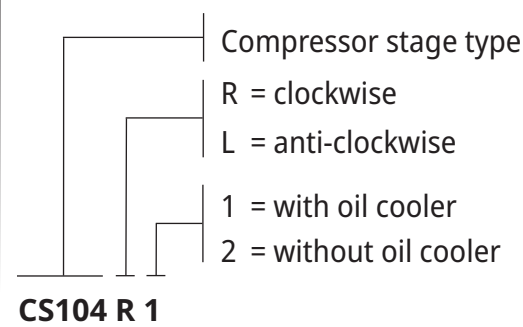 Compressor stage type
R = clockwise
L = anti-clockwise
1 = with oil cooler
2 = without oil cooler
CS104 R 1